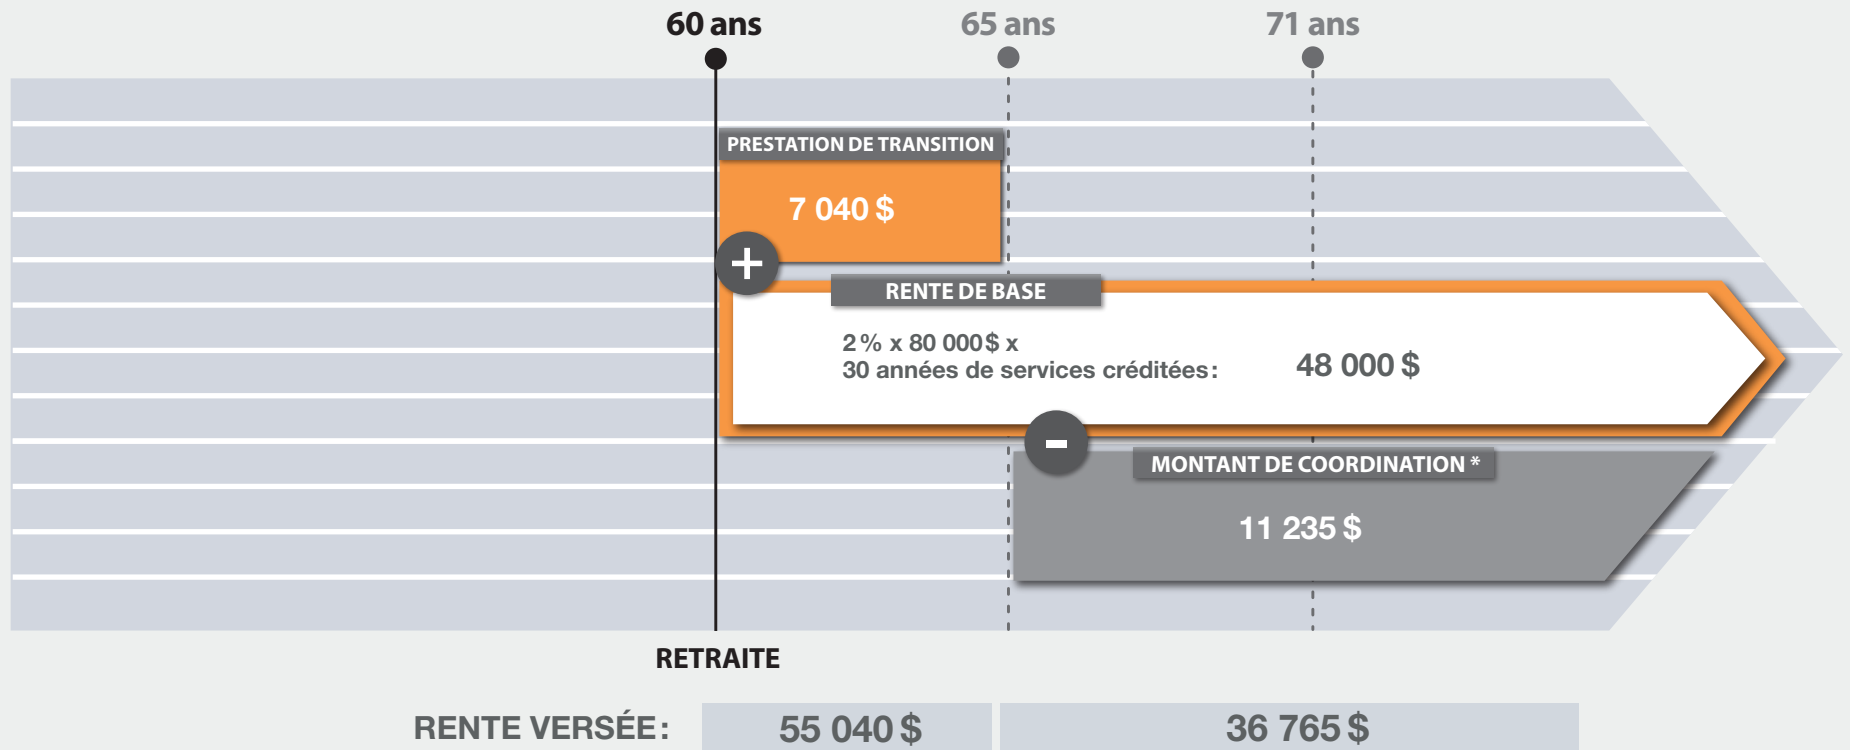 60 ans
65 ans
71 ans
PRESTATION DE TRANSITION
7 040 $
+
RENTE DE BASE
2 % x 80 000 $ x
30 années de services créditées :
48 000 $
-
MONTANT DE COORDINATION *
11 235 $
RETRAITE
RENTE VERSÉE :
55 040 $
36 765 $